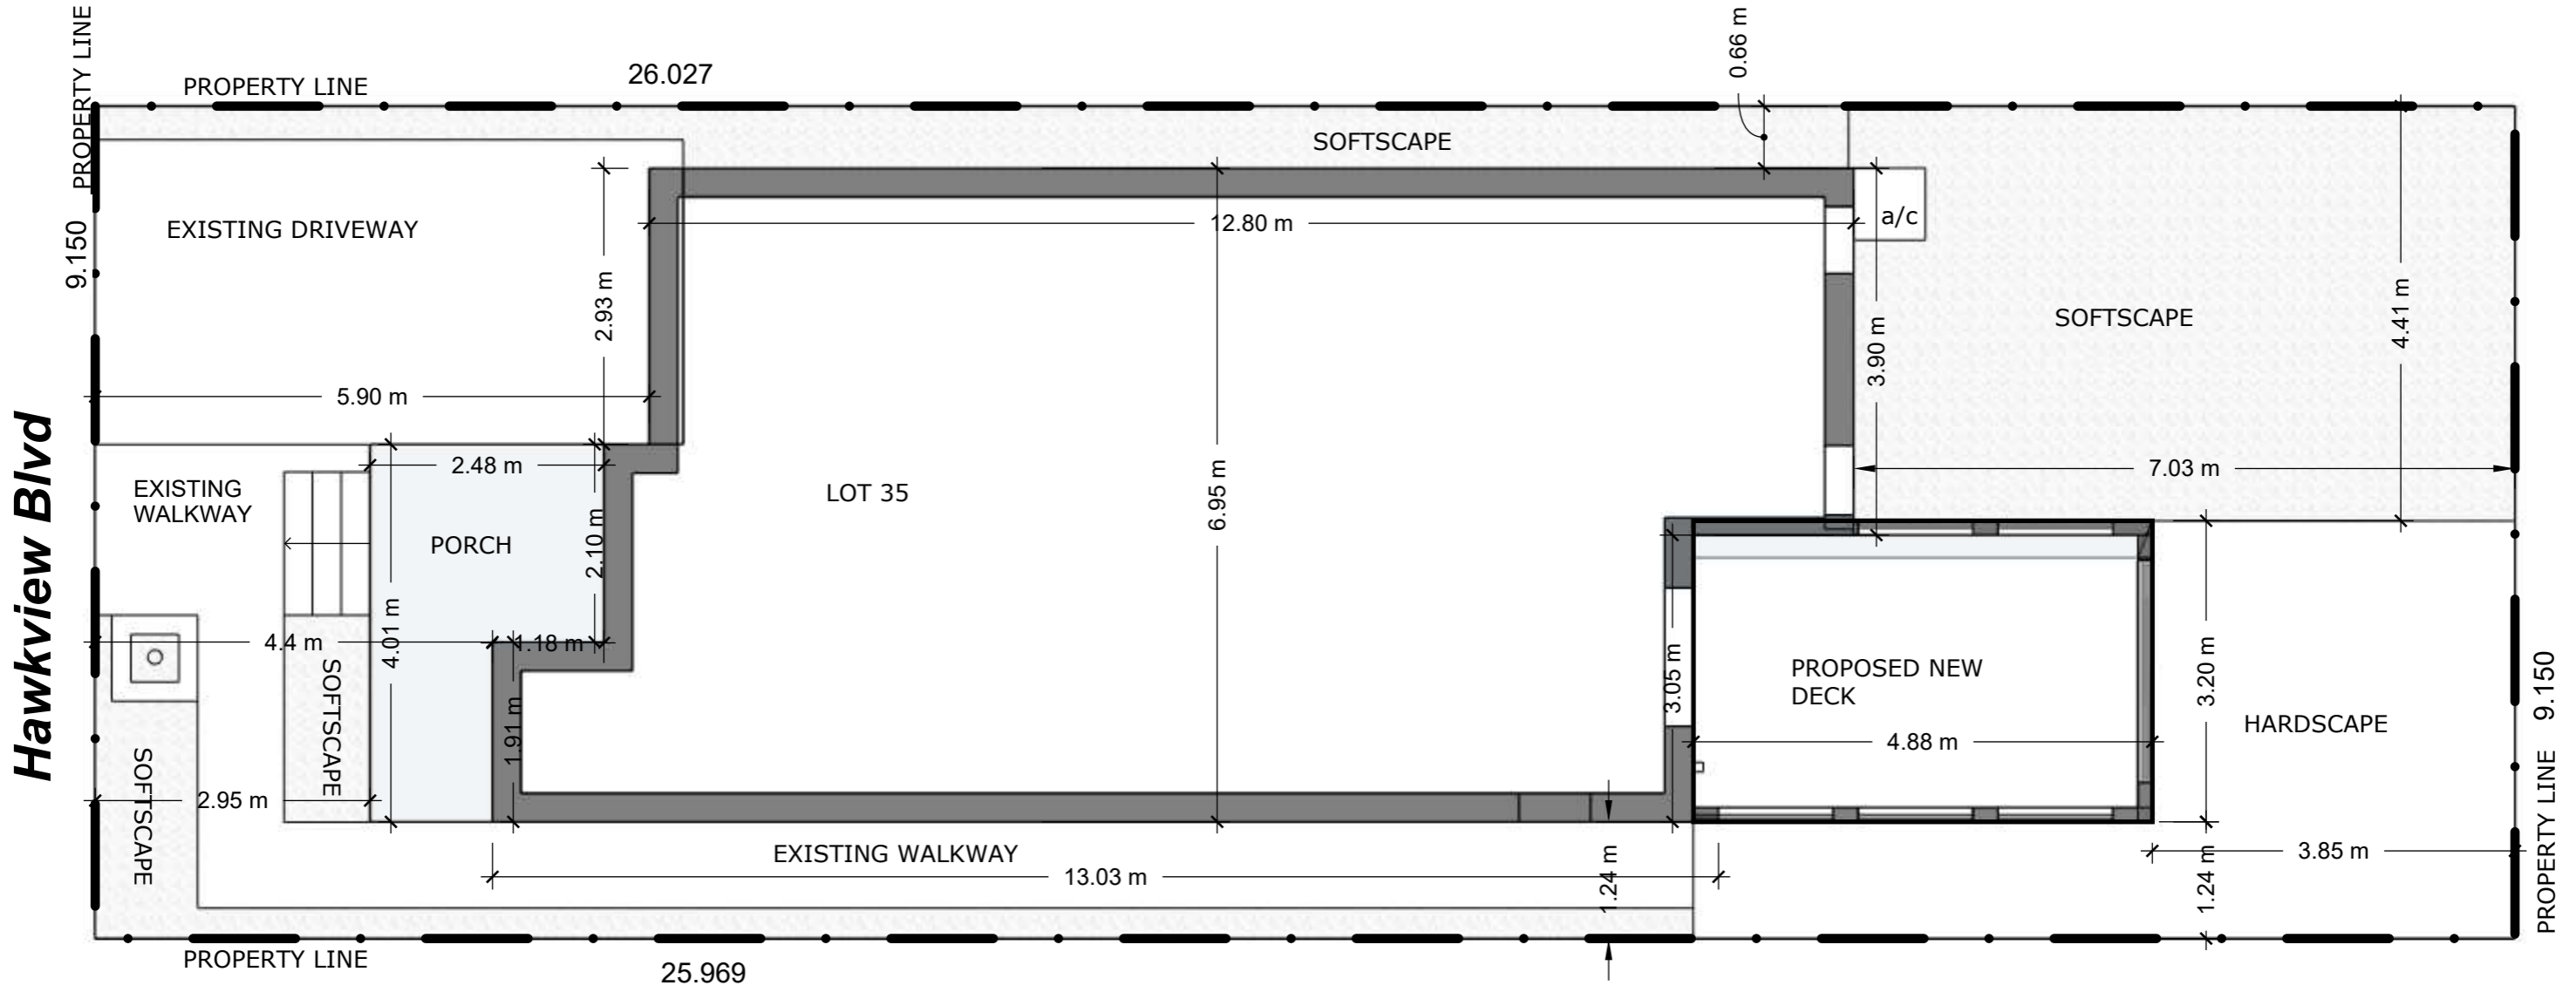 PROPERTY LINE
26.027
0.66 m
PROPERTY LINE
SOFTSCAPE
EXISTING DRIVEWAY
12.80 m
a/c
9.150
2.93 m
SOFTSCAPE
4.41 m
3.90 m
5.90 m
Hawkview Blvd
2.48 m
7.03 m
EXISTING
WALKWAY
LOT 35
6.95 m
PORCH
2.10 m
4.4 m
4.01 m
1.18 m
SOFTSCAPE
3.05 m
PROPOSED NEW
DECK
3.20 m
9.150
1.91 m
4.88 m
HARDSCAPE
SOFTSCAPE
2.95 m
EXISTING WALKWAY
13.03 m
1.24 m
1.24 m
3.85 m
PROPERTY LINE
PROPERTY LINE
25.969